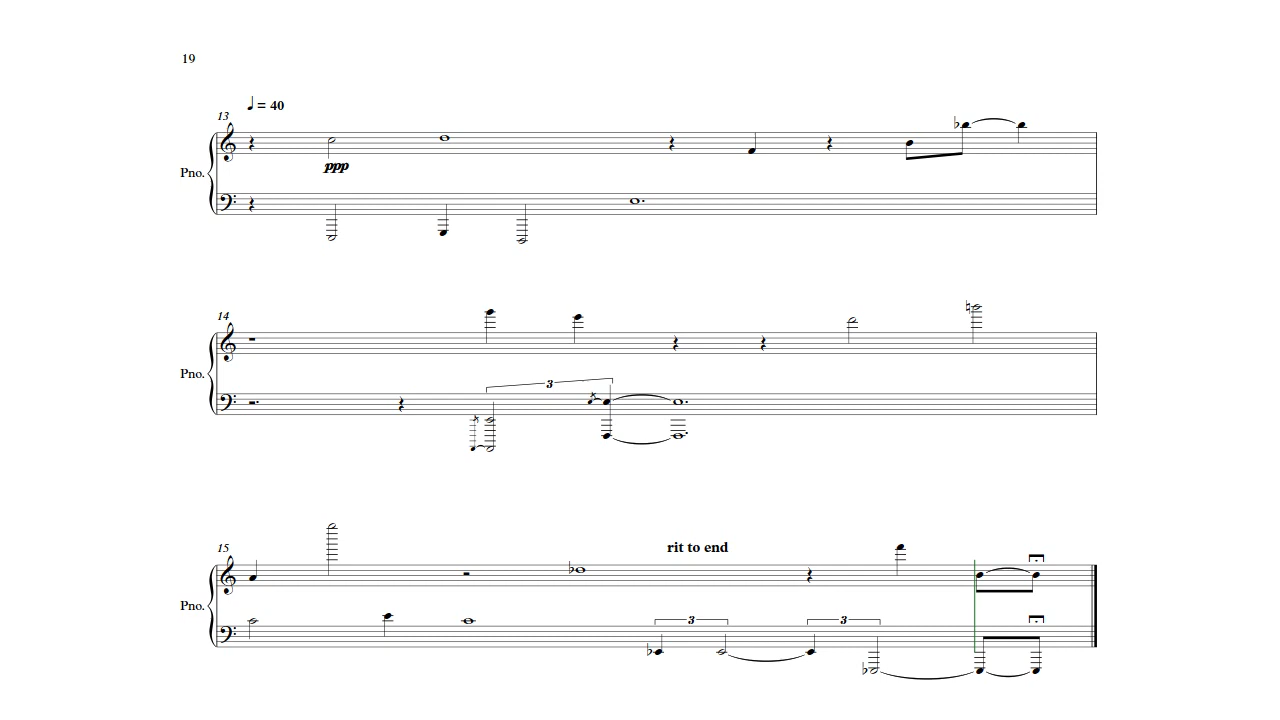 19
= 40
13
ppp
Pno.
14
3
Pno.
15
rit to end
3 3
Pno.